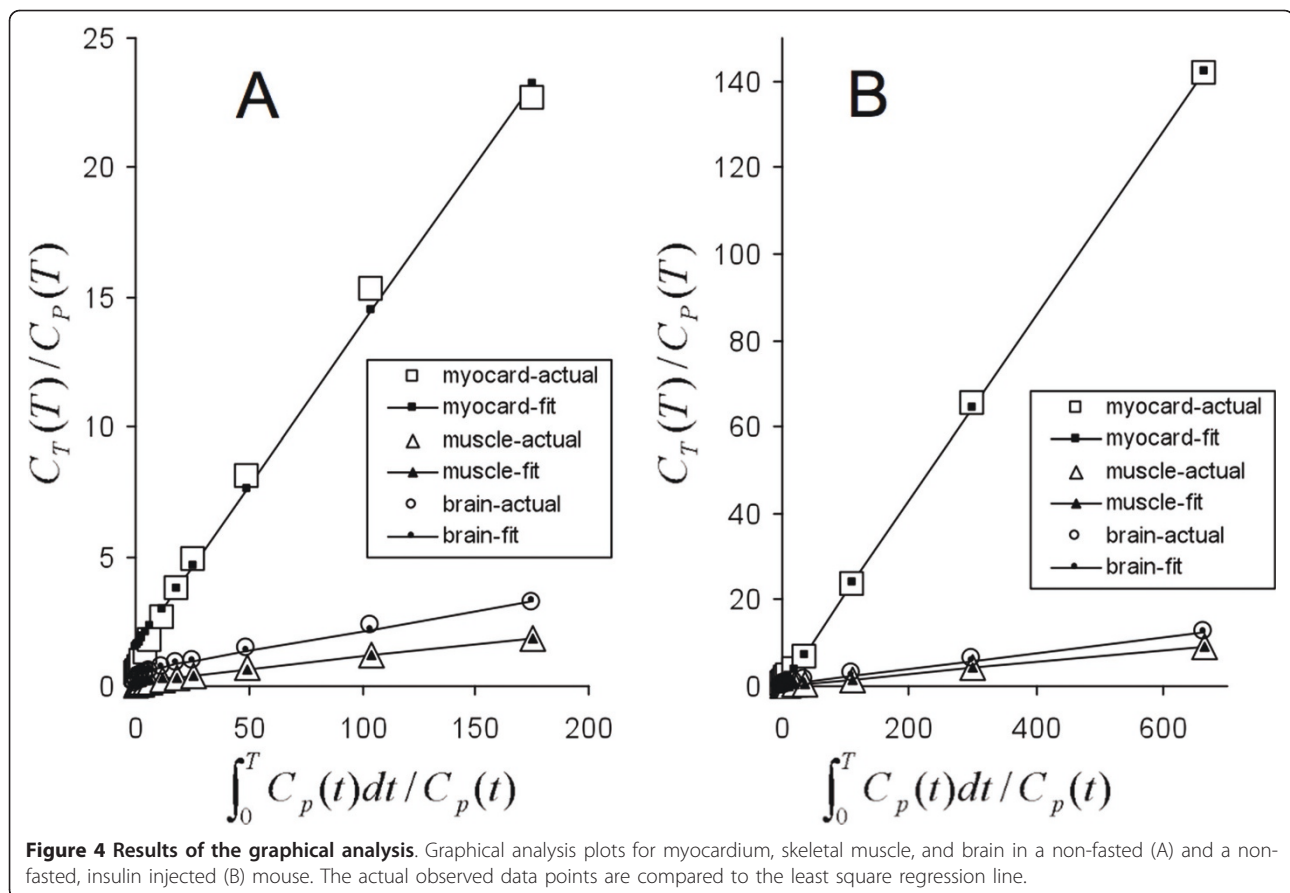 A
25
20
15
10
5
0
C_T(T)/C_P(T)
myocard-actual
myocard-fit
muscle-actual
muscle-fit
brain-actual
brain-fit
0 50 100 150 200
∫_0^T C_p(t)dt/C_p(t)
B
140
120
100
80
60
40
20
0
C_T(T)/C_P(T)
myocard-actual
myocard-fit
muscle-actual
muscle-fit
brain-actual
brain-fit
0 200 400 600
∫_0^T C_p(t)dt/C_p(t)
Figure 4 Results of the graphical analysis. Graphical analysis plots for myocardium, skeletal muscle, and brain in a non-fasted (A) and a non-
fasted, insulin injected (B) mouse. The actual observed data points are compared to the least square regression line.